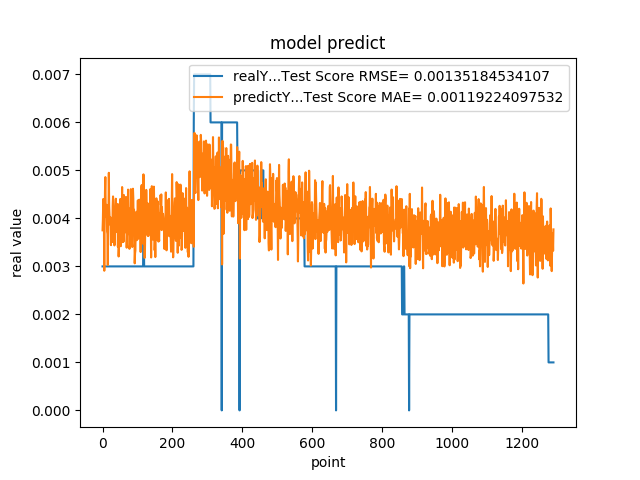 model predict
realY...Test Score RMSE= 0.00135184534107
predictY...Test Score MAE= 0.00119224097532
0.007
0.006
0.005
0.004
0.003
0.002
0.001
0.000
real value
0 200 400 600 800 1000 1200
point